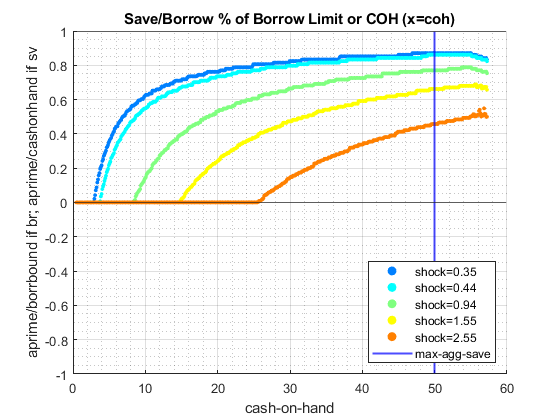 Save/Borrow % of Borrow Limit or COH (x=coh)
aprime/borrbound if br; aprime/cashonhand if sv
1
0.8
0.6
0.4
0.2
0
-0.2
-0.4
-0.6
-0.8
-1
shock=0.35
shock=0.44
shock=0.94
shock=1.55
shock=2.55
max-agg-save
0 10 20 30 40 50 60
cash-on-hand